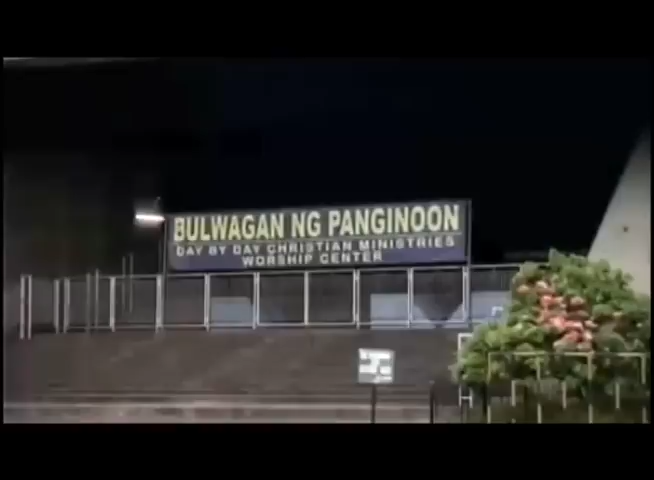 BULWAGAN NG PANGINOON
DAY BY DAY CHRISTIAN MINISTRIES
WORSHIP CENTER